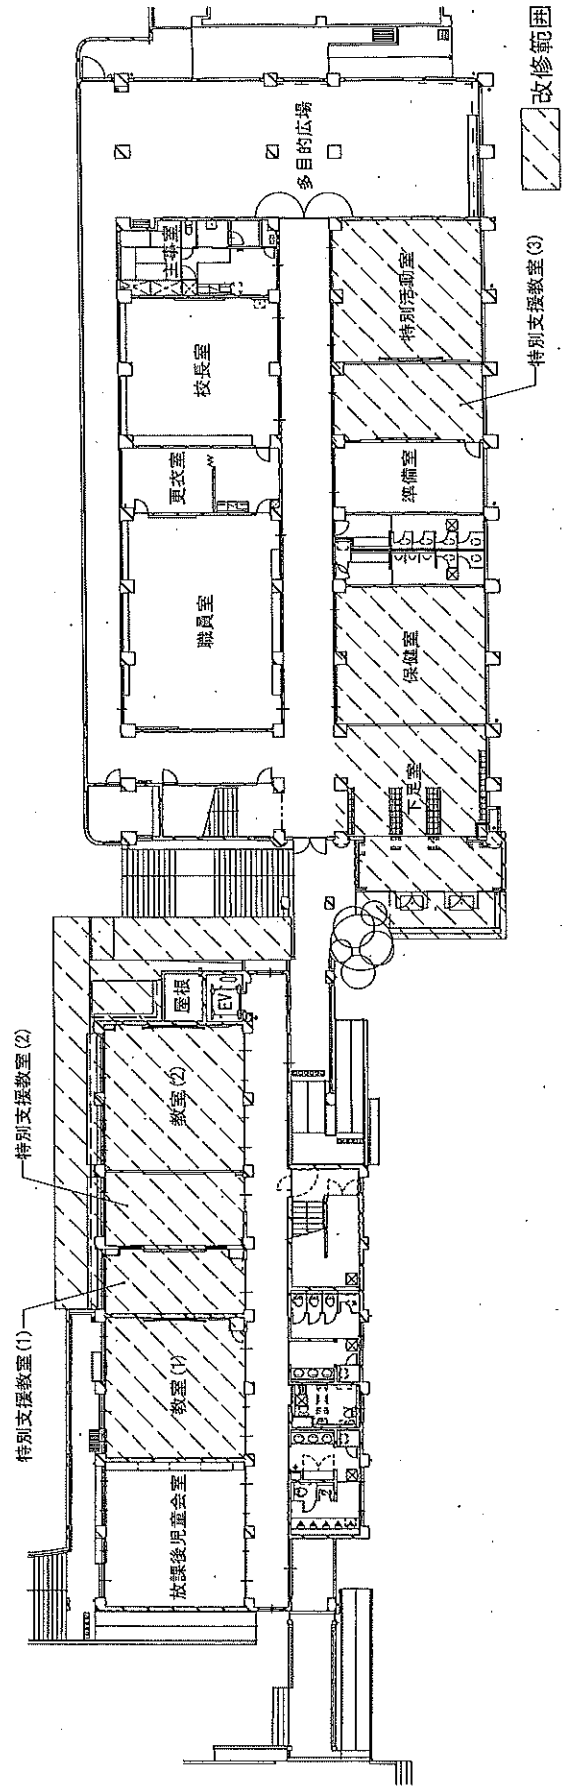 特別支援教室(1)
特別支援教室(2)
放課後児童会室
教室(1)
教室(2)
屋根
EV
職員室
更衣室
校長室
主事室
多目的広場
下足室
保健室
準備室
特別活動室
特別支援教室(3)
改修範囲